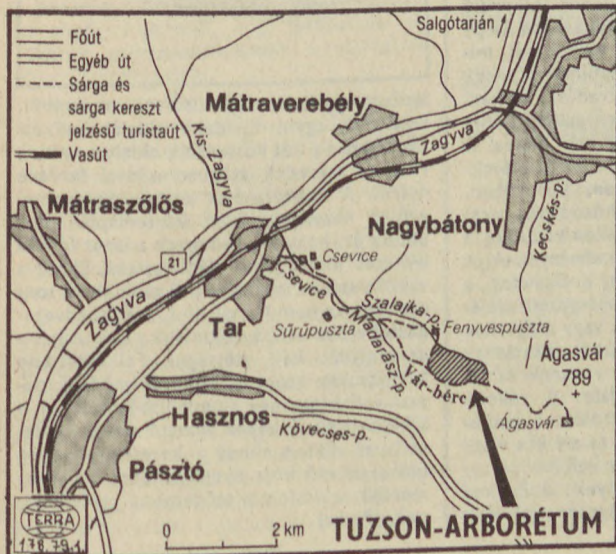 Főút
Egyéb út
Sárga és
sárga kereszt
jelzésű turistaút
Vasút
Salgótarján
Mátraverebély
Kis-Zagyva
Zagyva
Mátraszőlős
Nagybátony
Kecskés-p.
21
Zagyva
Csevice
Csevice
Szalajka-p.
Tar
Sűrűpuszta
Madarász-p.
Fenyvespuszta
Ágasvár
789
Vár-bérc
Hasznos
Ágasvár
Kövecses-p.
Pásztó
TERRA
178.79.1.
0
2 km
TUZSON-ARBORÉTUM